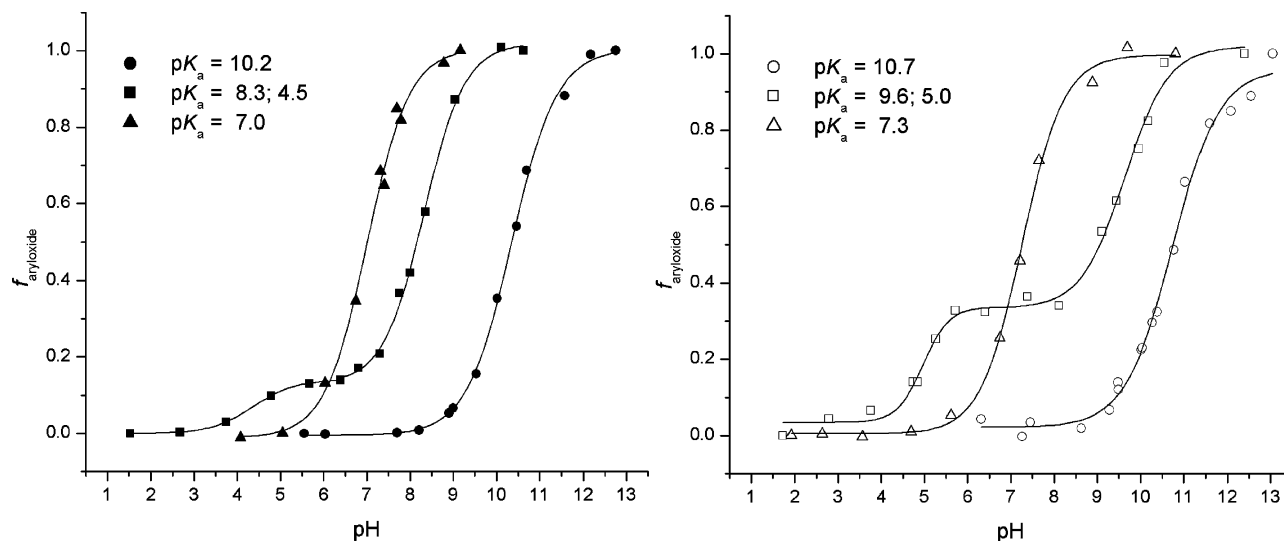 1.0
0.8
0.6
0.4
0.2
0.0
f aryloxide
● pKa = 10.2
■ pKa = 8.3; 4.5
▲ pKa = 7.0
1 2 3 4 5 6 7 8 9 10 11 12 13
pH
1.0
0.8
0.6
0.4
0.2
0.0
f aryloxide
○ pKa = 10.7
□ pKa = 9.6; 5.0
△ pKa = 7.3
1 2 3 4 5 6 7 8 9 10 11 12 13
pH